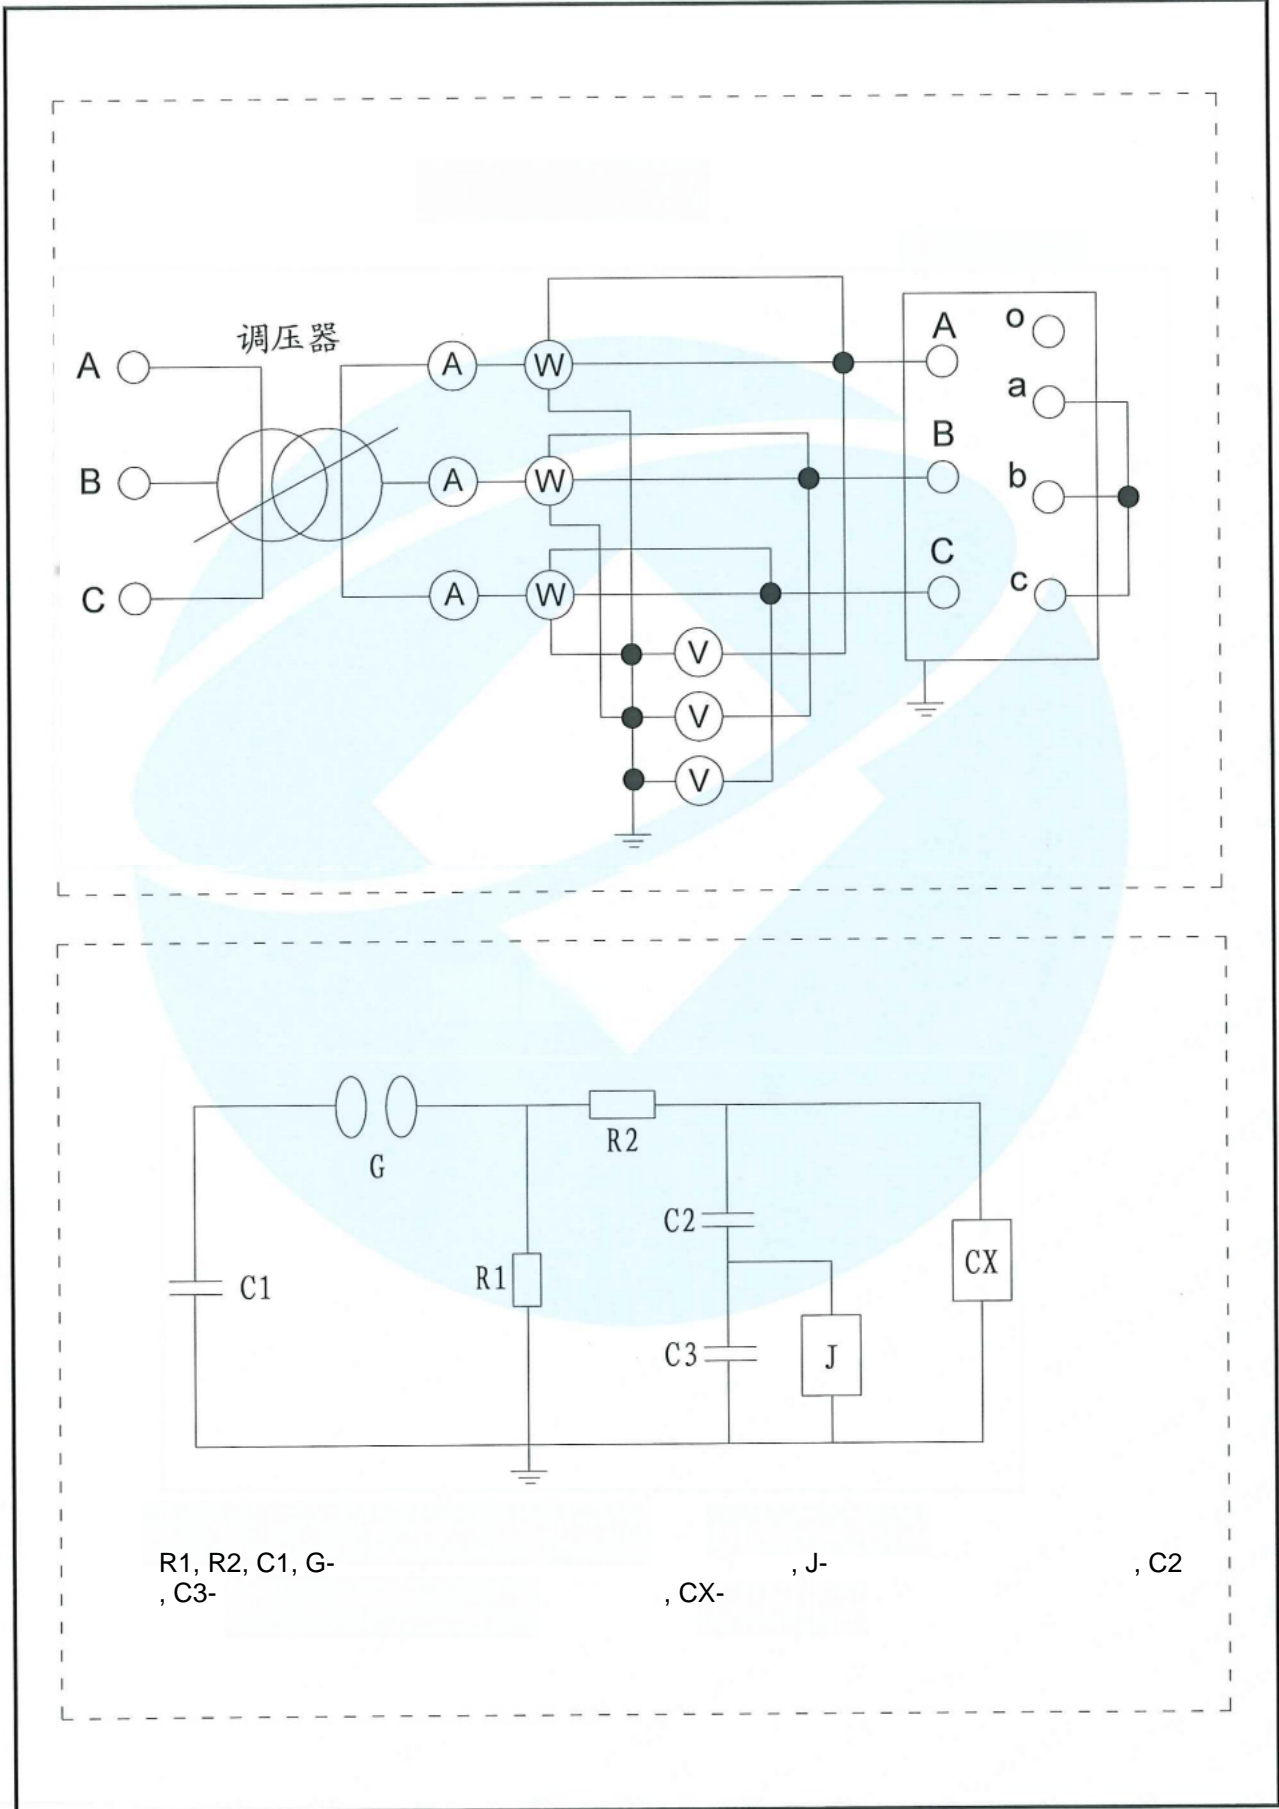 调压器
A
B
C
A
A
A
W
W
W
V
V
V
A
B
C
o
a
b
c
G
R2
C2
C1
R1
C3
J
CX
R1, R2, C1, G- , J- , C2
, C3- , CX-